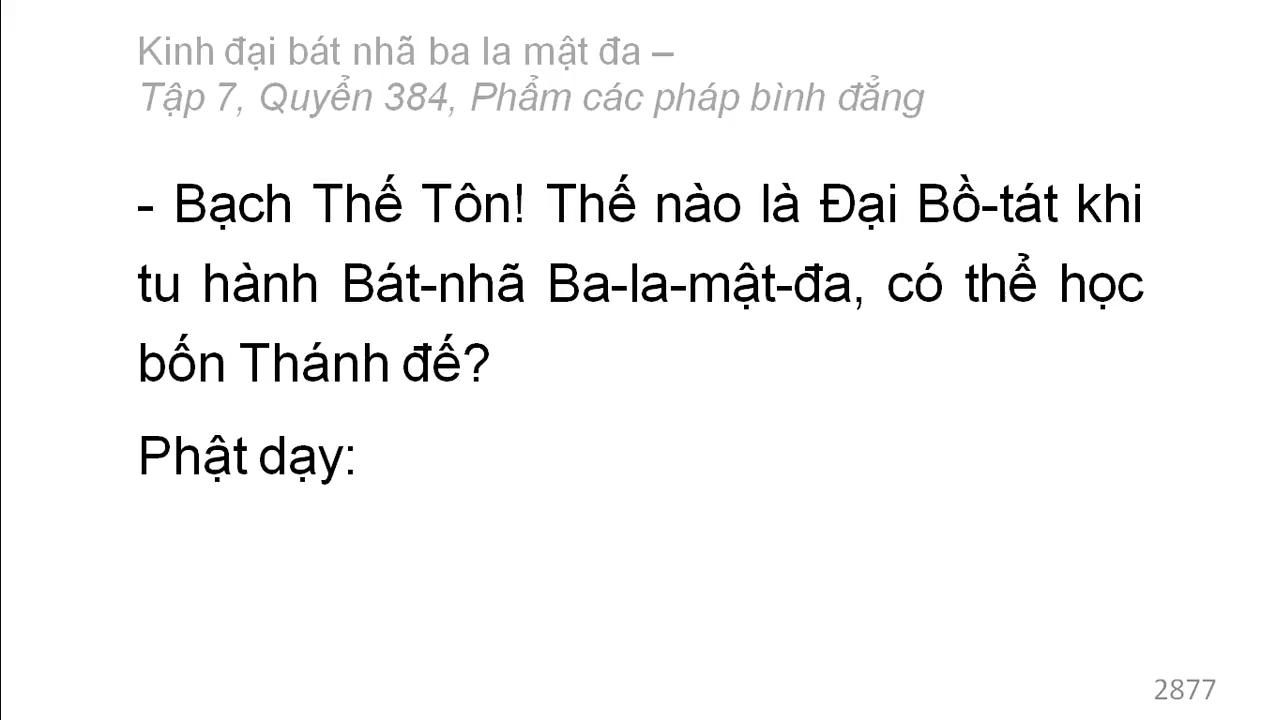 Kinh đại bát nhã ba la mật đa –
Tập 7, Quyển 384, Phẩm các pháp bình đẳng
- Bạch Thế Tôn! Thế nào là Đại Bồ-tát khi
tu hành Bát-nhã Ba-la-mật-đa, có thể học
bốn Thánh đế?
Phật dạy:
2877